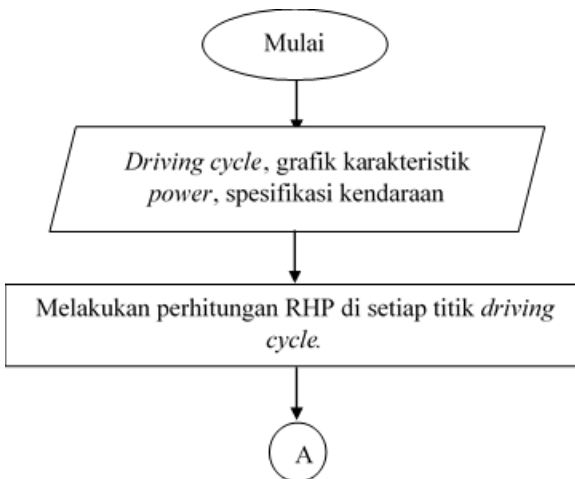 Mulai
Driving cycle, grafik karakteristik
power, spesifikasi kendaraan
Melakukan perhitungan RHP di setiap titik driving
cycle.
A